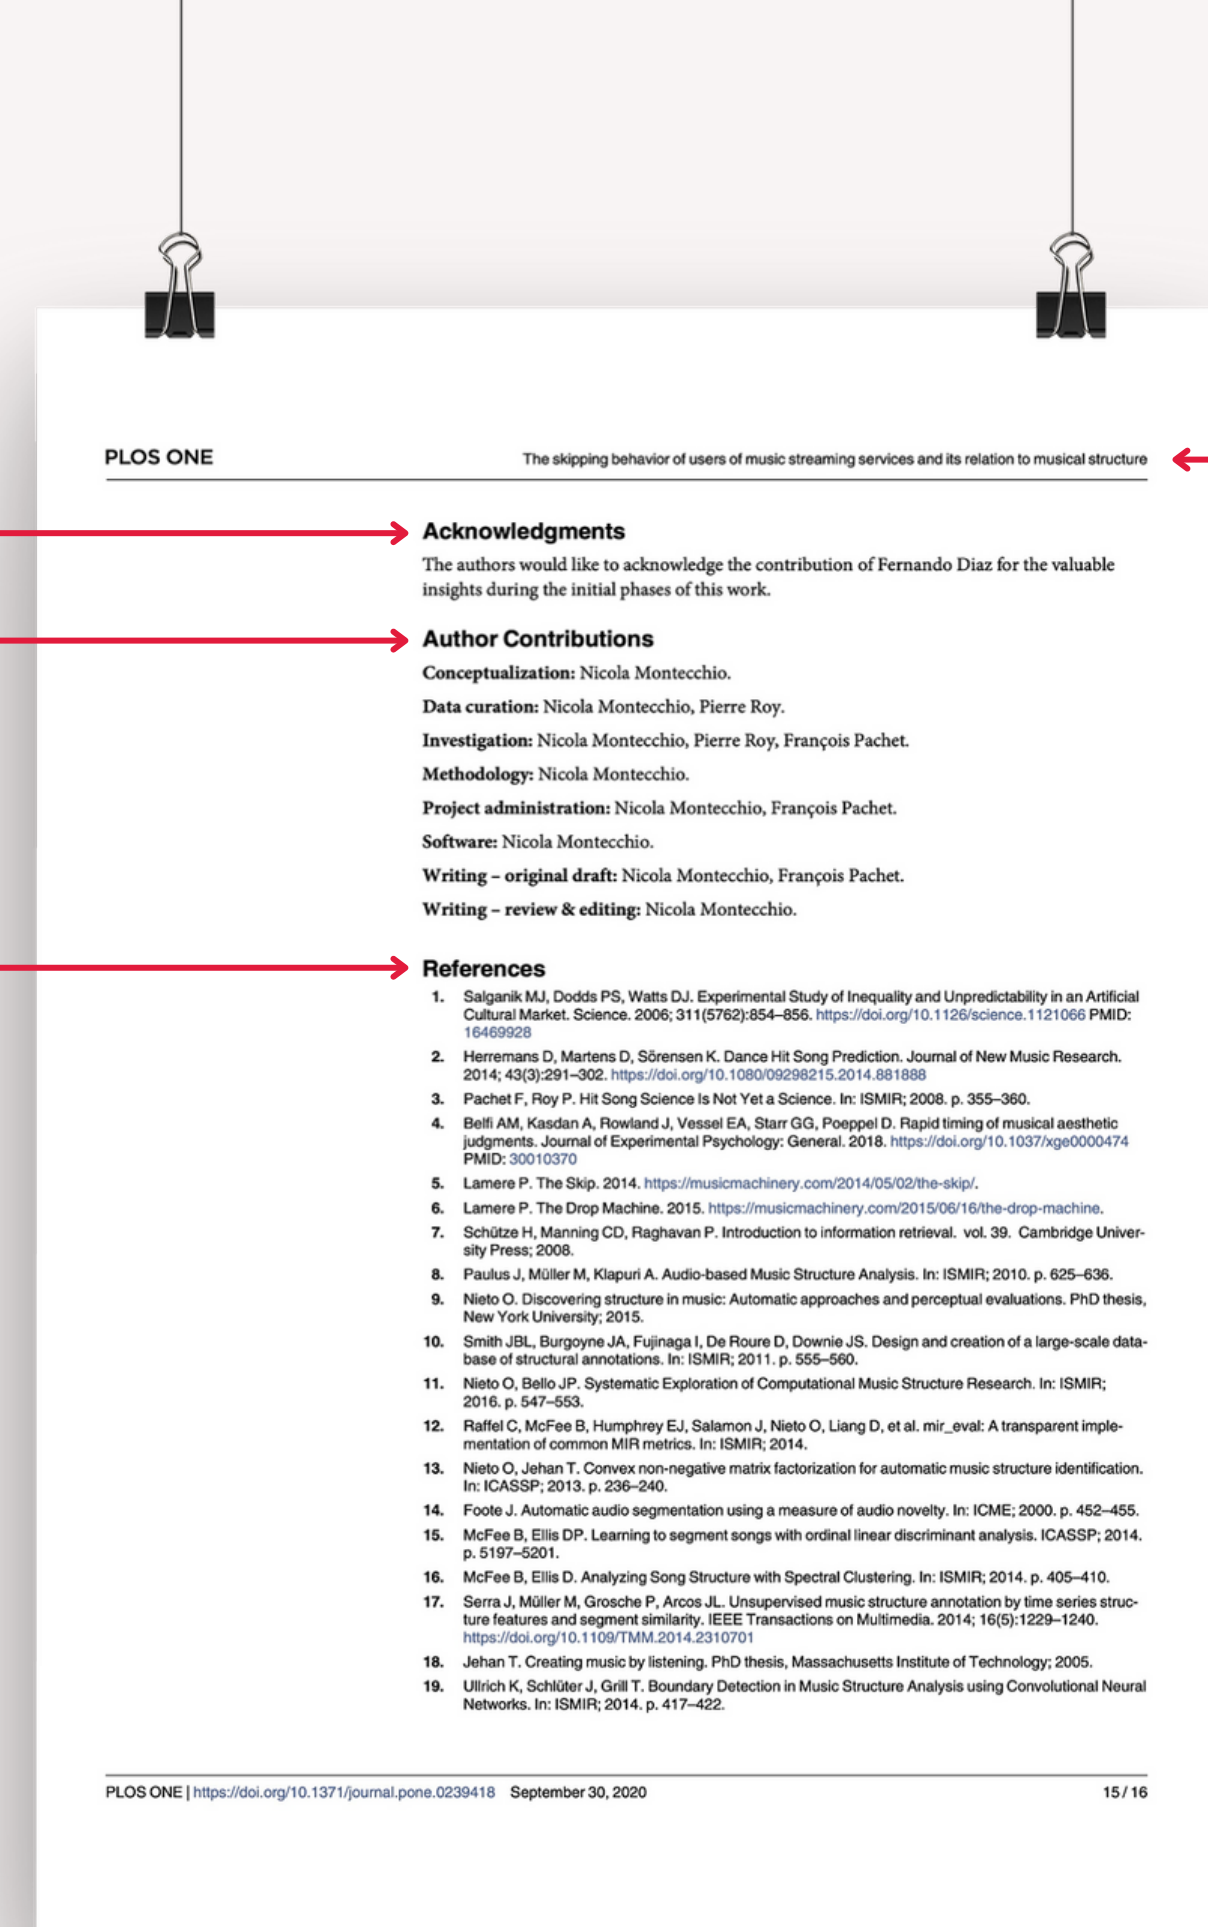 PLOS ONE
The skipping behavior of users of music streaming services and its relation to musical structure
Acknowledgments
The authors would like to acknowledge the contribution of Fernando Diaz for the valuable
insights during the initial phases of this work.
Author Contributions
Conceptualization: Nicola Montecchio.
Data curation: Nicola Montecchio, Pierre Roy.
Investigation: Nicola Montecchio, Pierre Roy, François Pachet.
Methodology: Nicola Montecchio.
Project administration: Nicola Montecchio, François Pachet.
Software: Nicola Montecchio.
Writing – original draft: Nicola Montecchio, François Pachet.
Writing – review & editing: Nicola Montecchio.
References
1. Salganik MJ, Dodds PS, Watts DJ. Experimental Study of Inequality and Unpredictability in an Artificial
Cultural Market. Science. 2006; 311(5762):854–856. https://doi.org/10.1126/science.1121066 PMID:
16469928
2. Herremans D, Martens D, Sörensen K. Dance Hit Song Prediction. Journal of New Music Research.
2014; 43(3):291–302. https://doi.org/10.1080/09298215.2014.881888
3. Pachet F, Roy P. Hit Song Science Is Not Yet a Science. In: ISMIR; 2008. p. 355–360.
4. Belfi AM, Kasdan A, Rowland J, Vessel EA, Starr GG, Poeppel D. Rapid timing of musical aesthetic
judgments. Journal of Experimental Psychology: General. 2018. https://doi.org/10.1037/xge0000474
PMID: 30010370
5. Lamere P. The Skip. 2014. https://musicmachinery.com/2014/05/02/the-skip/.
6. Lamere P. The Drop Machine. 2015. https://musicmachinery.com/2015/06/16/the-drop-machine.
7. Schütze H, Manning CD, Raghavan P. Introduction to information retrieval. vol. 39. Cambridge Univer-
sity Press; 2008.
8. Paulus J, Müller M, Klapuri A. Audio-based Music Structure Analysis. In: ISMIR; 2010. p. 625–636.
9. Nieto O. Discovering structure in music: Automatic approaches and perceptual evaluations. PhD thesis,
New York University; 2015.
10. Smith JBL, Burgoyne JA, Fujinaga I, De Roure D, Downie JS. Design and creation of a large-scale data-
base of structural annotations. In: ISMIR; 2011. p. 555–560.
11. Nieto O, Bello JP. Systematic Exploration of Computational Music Structure Research. In: ISMIR;
2016. p. 547–553.
12. Raffel C, McFee B, Humphrey EJ, Salamon J, Nieto O, Liang D, et al. mir_eval: A transparent imple-
mentation of common MIR metrics. In: ISMIR; 2014.
13. Nieto O, Jehan T. Convex non-negative matrix factorization for automatic music structure identification.
In: ICASSP; 2013. p. 236–240.
14. Foote J. Automatic audio segmentation using a measure of audio novelty. In: ICME; 2000. p. 452–455.
15. McFee B, Ellis DP. Learning to segment songs with ordinal linear discriminant analysis. ICASSP; 2014.
p. 5197–5201.
16. McFee B, Ellis D. Analyzing Song Structure with Spectral Clustering. In: ISMIR; 2014. p. 405–410.
17. Serra J, Müller M, Grosche P, Arcos JL. Unsupervised music structure annotation by time series struc-
ture features and segment similarity. IEEE Transactions on Multimedia. 2014; 16(5):1229–1240.
https://doi.org/10.1109/TMM.2014.2310701
18. Jehan T. Creating music by listening. PhD thesis, Massachusetts Institute of Technology; 2005.
19. Ullrich K, Schlüter J, Grill T. Boundary Detection in Music Structure Analysis using Convolutional Neural
Networks. In: ISMIR; 2014. p. 417–422.
PLOS ONE | https://doi.org/10.1371/journal.pone.0239418 September 30, 2020
15 / 16